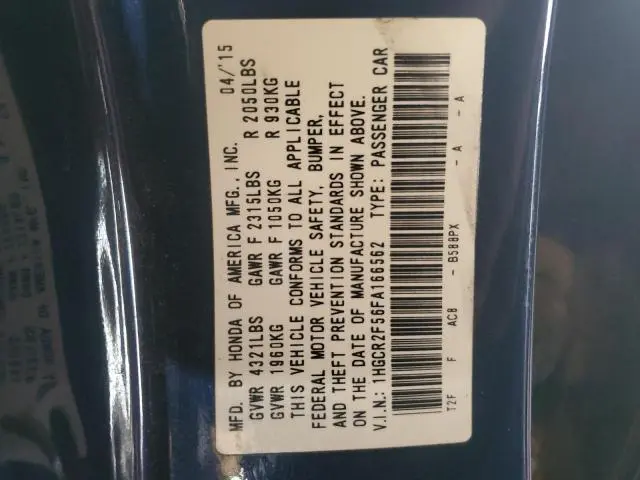 MFD. BY HONDA OF AMERICA MFG., INC. 04/'15
GVWR 4321LBS GAWR F 2315LBS R 2050LBS
GVWR 1960KG GAWR F 1050KG R 930KG
THIS VEHICLE CONFORMS TO ALL APPLICABLE
FEDERAL MOTOR VEHICLE SAFETY, BUMPER,
AND THEFT PREVENTION STANDARDS IN EFFECT
ON THE DATE OF MANUFACTURE SHOWN ABOVE.
V.I.N.: 1HGCR2F56FA166562 TYPE: PASSENGER CAR
T2F F AC8 - B588PX - A - A